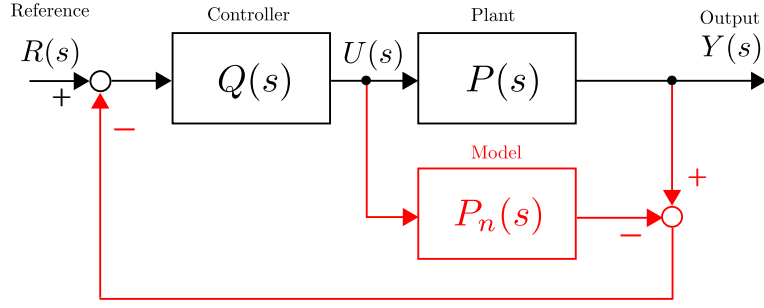 Reference
Controller
Plant
Output
R(s)
+
−
Q(s)
U(s)
P(s)
Y(s)
Model
P_n(s)
+
−